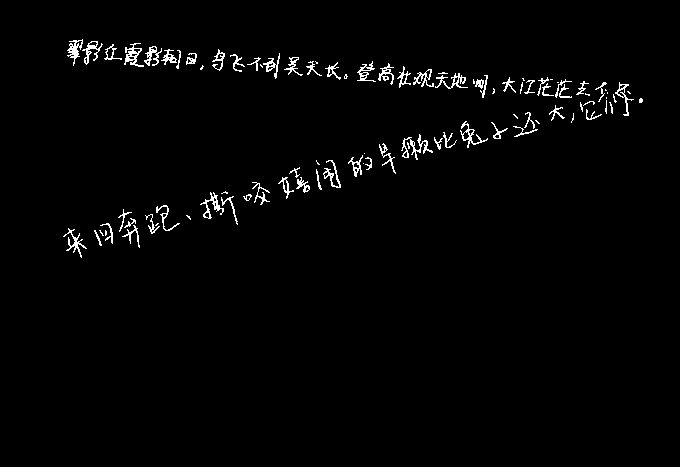 翠影红霞影朝日,鸟飞不到吴天长。登高壮观天地间,大江茫茫去不
来回奔跑、撕咬嬉闹的旱獭比兔子还大,它们